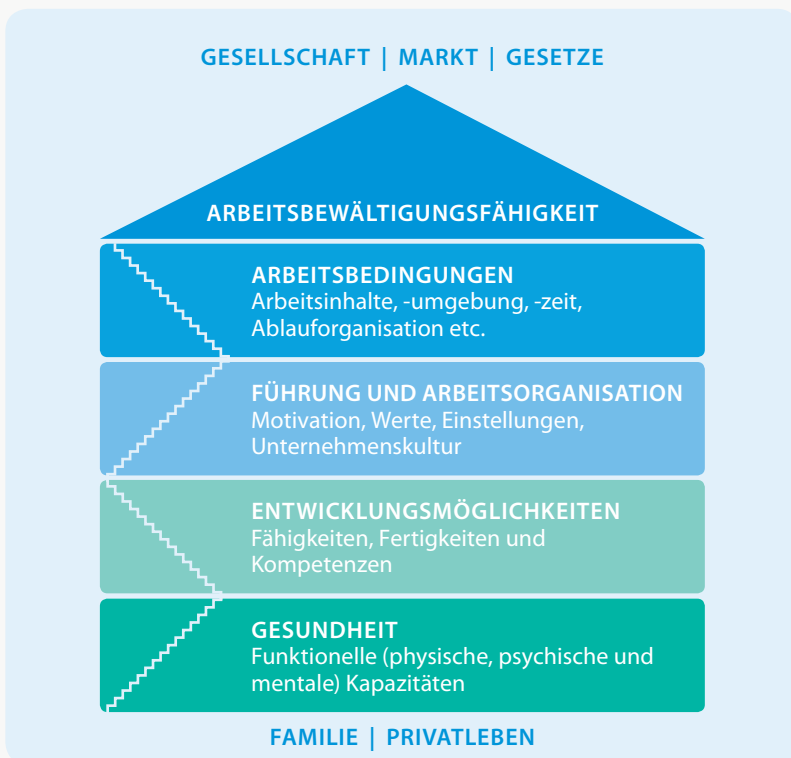 GESELLSCHAFT | MARKT | GESETZE
ARBEITSBEWÄLTIGUNGSFÄHIGKEIT
ARBEITSBEDINGUNGEN
Arbeitsinhalte, -umgebung, -zeit,
Ablauforganisation etc.
FÜHRUNG UND ARBEITSORGANISATION
Motivation, Werte, Einstellungen,
Unternehmenskultur
ENTWICKLUNGSMÖGLICHKEITEN
Fähigkeiten, Fertigkeiten und
Kompetenzen
GESUNDHEIT
Funktionelle (physische, psychische und
mentale) Kapazitäten
FAMILIE | PRIVATLEBEN